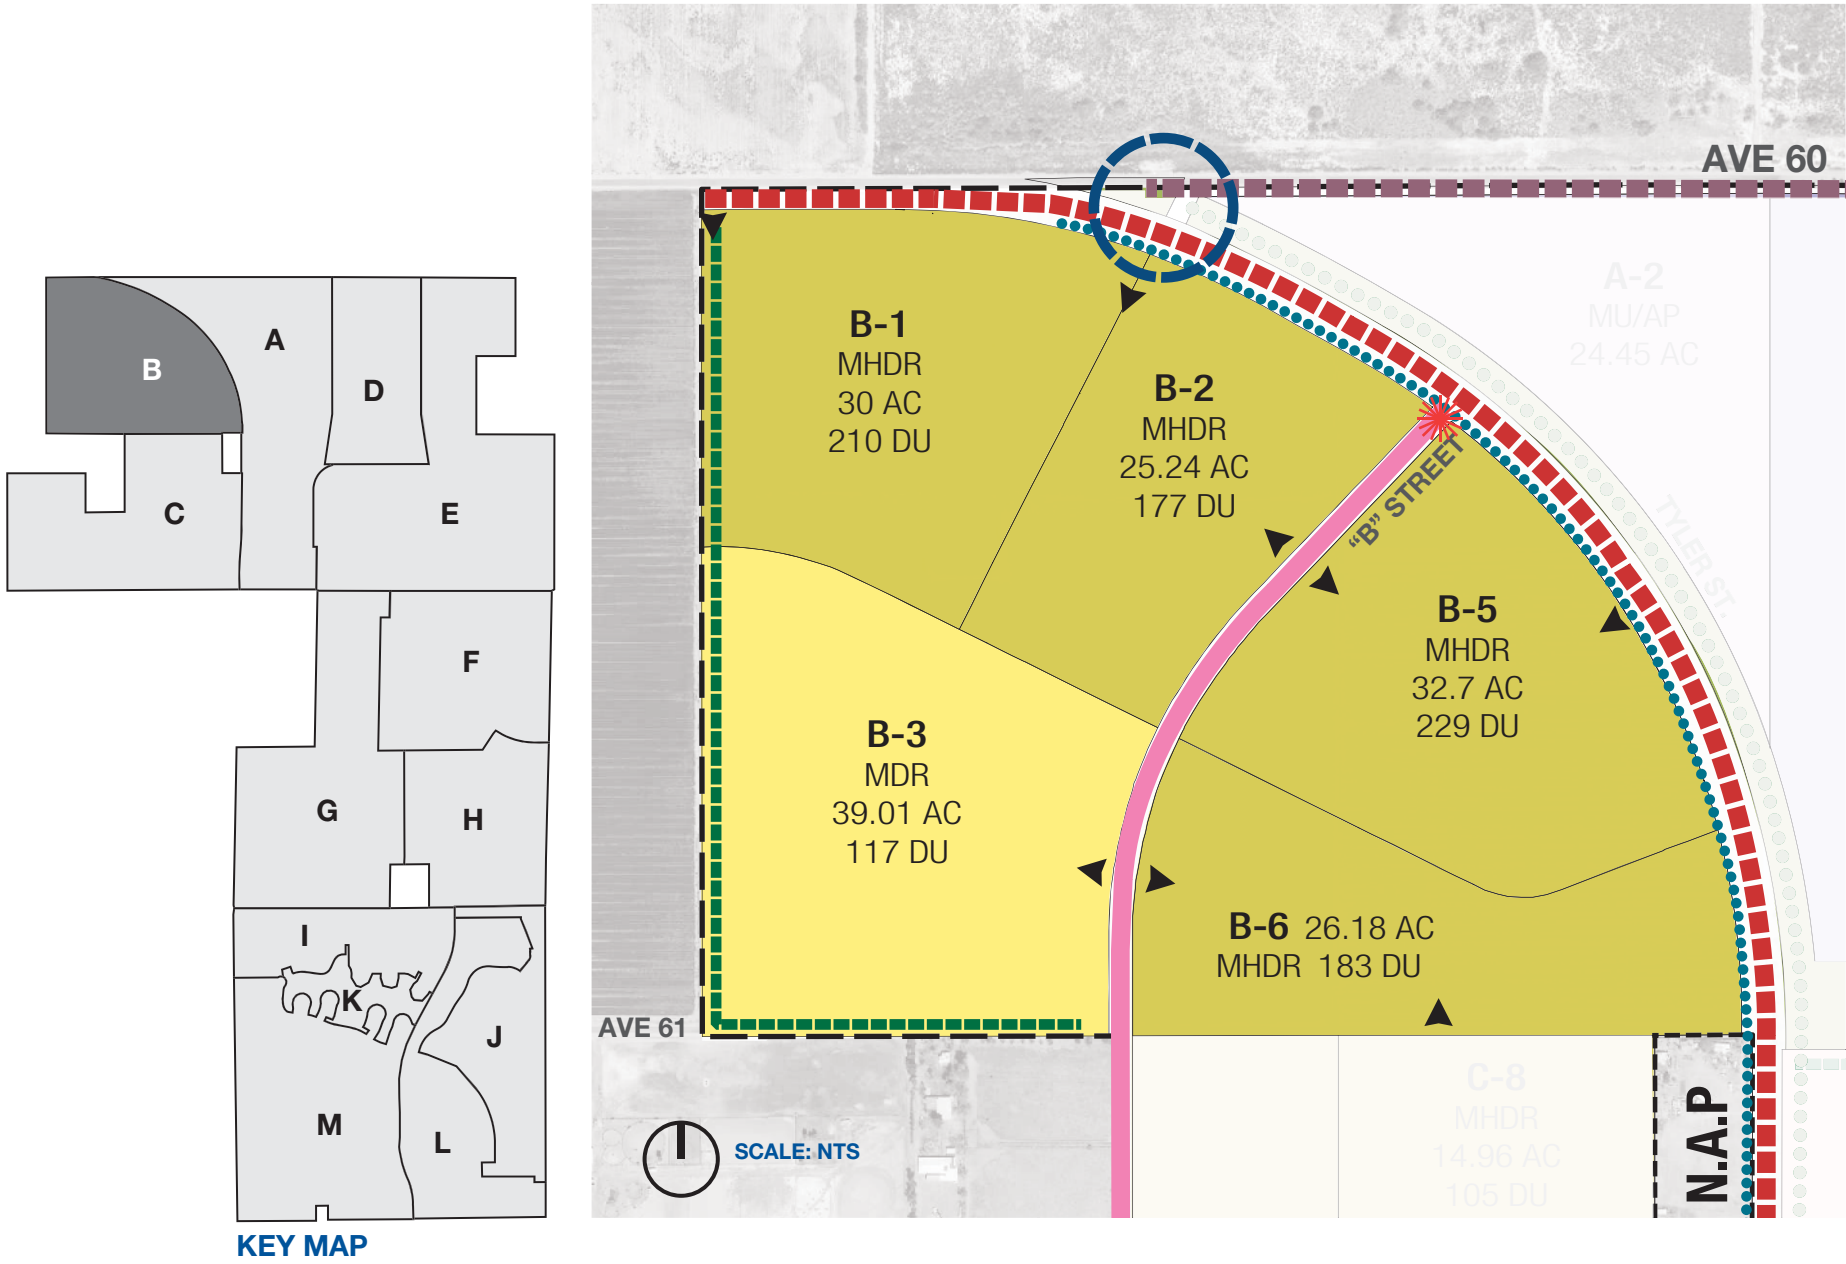 AVE 60
A-2
MU/AP
24.45 AC
B-1
MHDR
30 AC
210 DU
B-2
MHDR
25.24 AC
177 DU
"B" STREET
TYLER ST.
B-5
MHDR
32.7 AC
229 DU
B-3
MDR
39.01 AC
117 DU
B-6 26.18 AC
MHDR 183 DU
AVE 61
C-8
MHDR
14.96 AC
105 DU
N.A.P
SCALE: NTS
A
B
D
C
E
F
G
H
I
K
J
M
L
KEY MAP